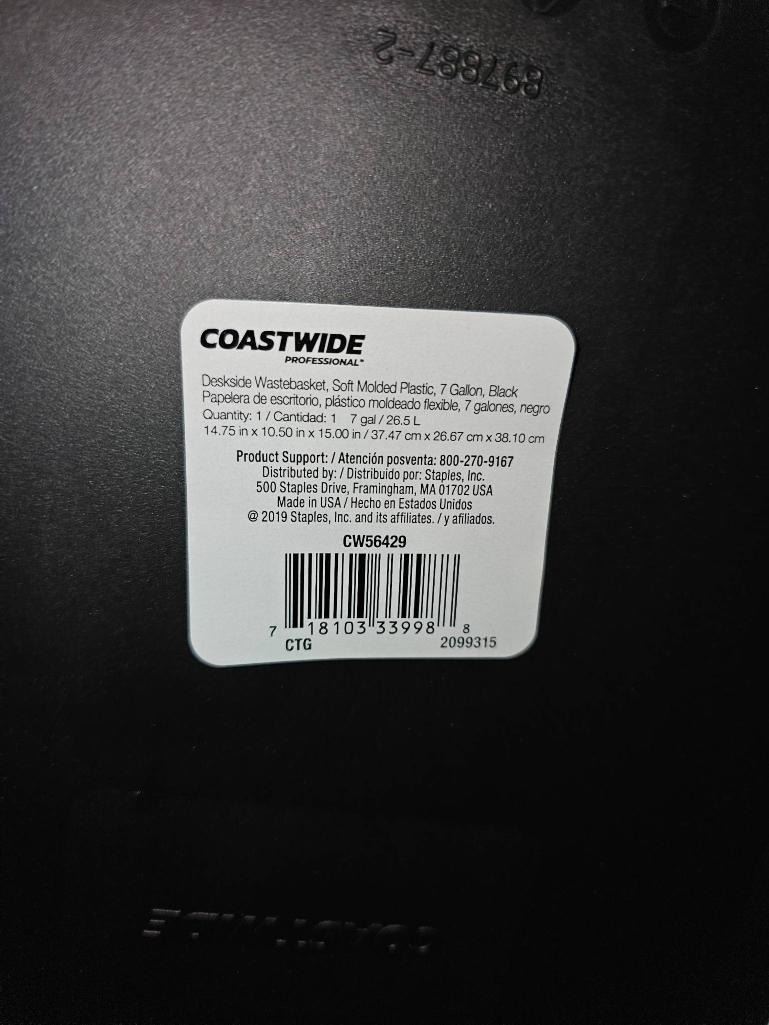 897887-2
COASTWIDE
PROFESSIONAL™
Deskside Wastebasket, Soft Molded Plastic, 7 Gallon, Black
Papelera de escritorio, plástico moldeado flexible, 7 galones, negro
Quantity: 1 / Cantidad: 1 7 gal / 26.5 L
14.75 in x 10.50 in x 15.00 in / 37.47 cm x 26.67 cm x 38.10 cm
Product Support: / Atención posventa: 800-270-9167
Distributed by: / Distribuido por: Staples, Inc.
500 Staples Drive, Framingham, MA 01702 USA
Made in USA / Hecho en Estados Unidos
@ 2019 Staples, Inc. and its affiliates. / y afiliados.
CW56429
7 18103 33998 8
CTG 2099315
COASTWIDE